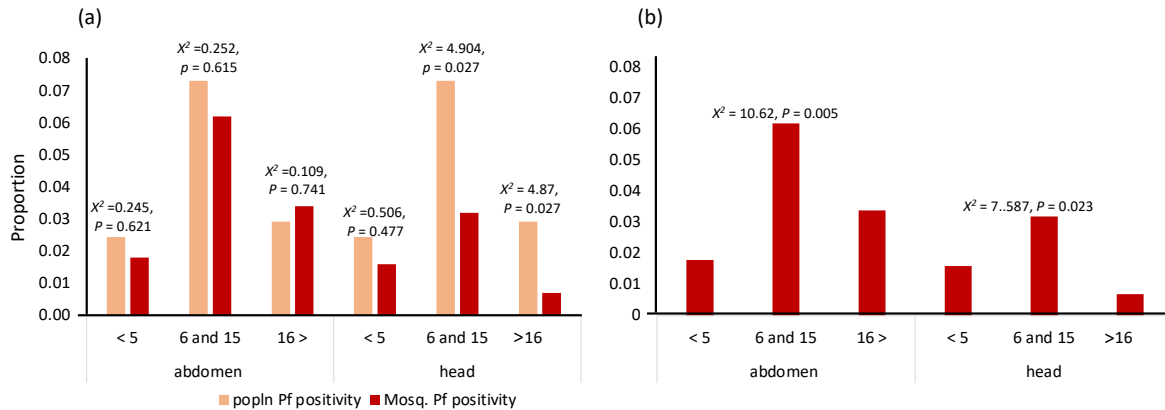 (a)
X² =0.252,
p = 0.615
X² = 4.904,
p = 0.027
0.08
0.07
0.06
0.05
0.04
0.03
0.02
0.01
0.00
Proportion
X² =0.245,
P = 0.621
X² =0.109,
P = 0.741
X² =0.506,
P = 0.477
X² = 4.87,
P = 0.027
< 5
6 and 15
16 >
< 5
6 and 15
>16
abdomen
head
popln Pf positivity
Mosq. Pf positivity
(b)
0.08
0.07
0.06
0.05
0.04
0.03
0.02
0.01
0
X² = 10.62, P = 0.005
X² = 7..587, P = 0.023
< 5
6 and 15
16 >
< 5
6 and 15
>16
abdomen
head